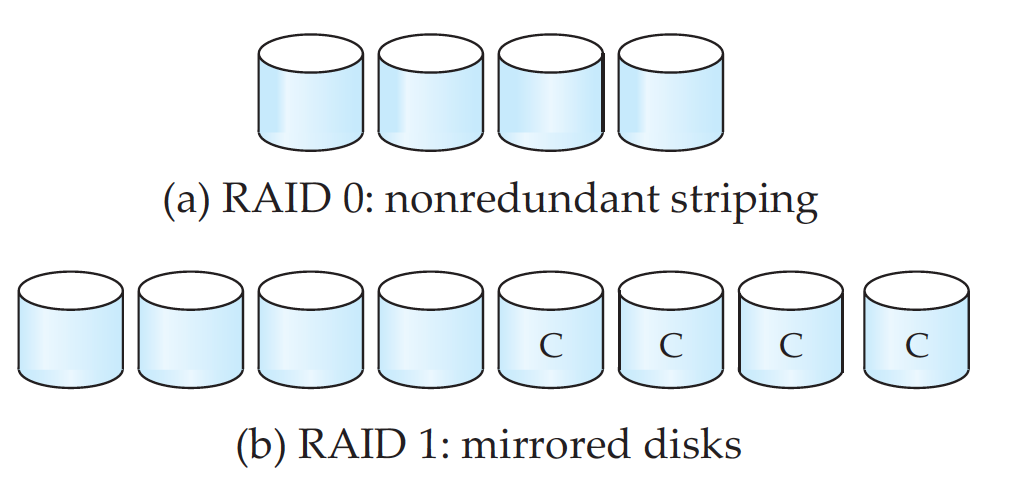 (a) RAID 0: nonredundant striping
C C C C
(b) RAID 1: mirrored disks